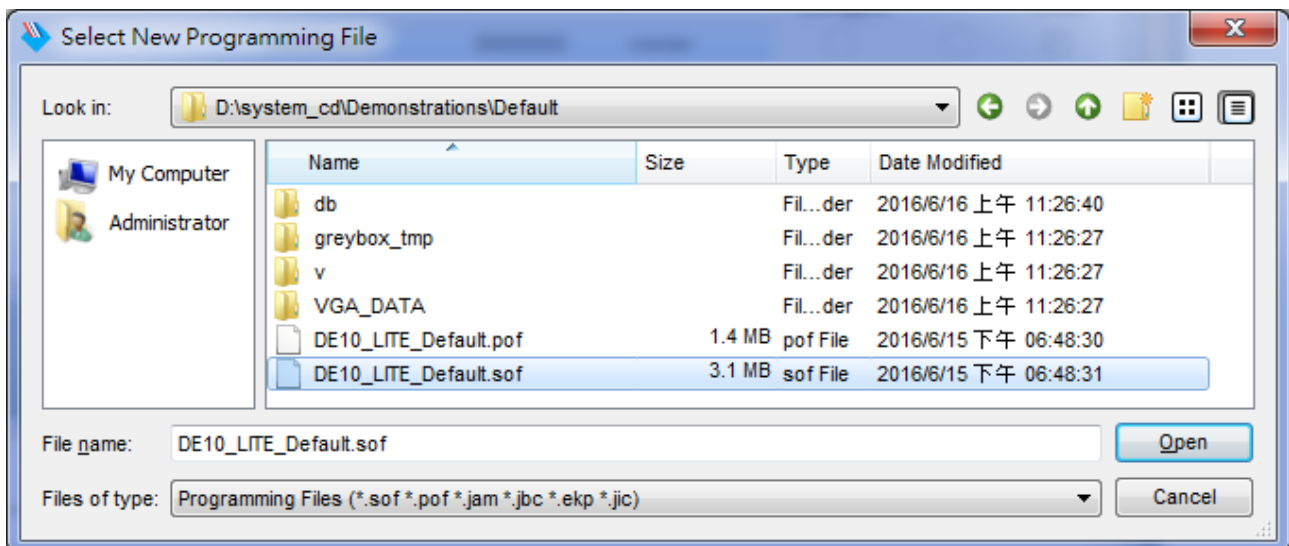 Select New Programming File
Look in: D:\system_cd\Demonstrations\Default
My Computer
Administrator
Name Size Type Date Modified
db Fil...der 2016/6/16 上午 11:26:40
greybox_tmp Fil...der 2016/6/16 上午 11:26:27
v Fil...der 2016/6/16 上午 11:26:27
VGA_DATA Fil...der 2016/6/16 上午 11:26:27
DE10_LITE_Default.pof 1.4 MB pof File 2016/6/15 下午 06:48:30
DE10_LITE_Default.sof 3.1 MB sof File 2016/6/15 下午 06:48:31
File name: DE10_LITE_Default.sof Open
Files of type: Programming Files (*.sof *.pof *.jam *.jbc *.ekp *.jic) Cancel